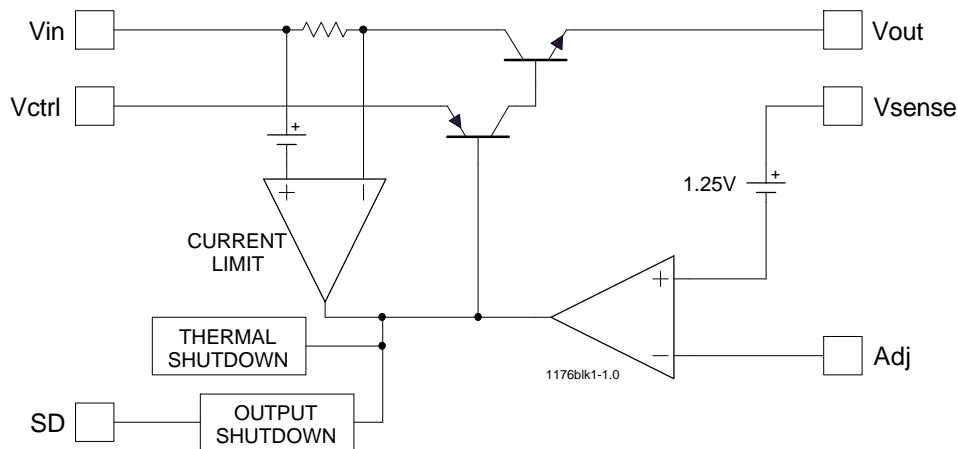 Vin
Vout
Vctrl
Vsense
+
+
1.25V
+
−
CURRENT
LIMIT
+
THERMAL
SHUTDOWN
−
1176blk1-1.0
Adj
SD
OUTPUT
SHUTDOWN